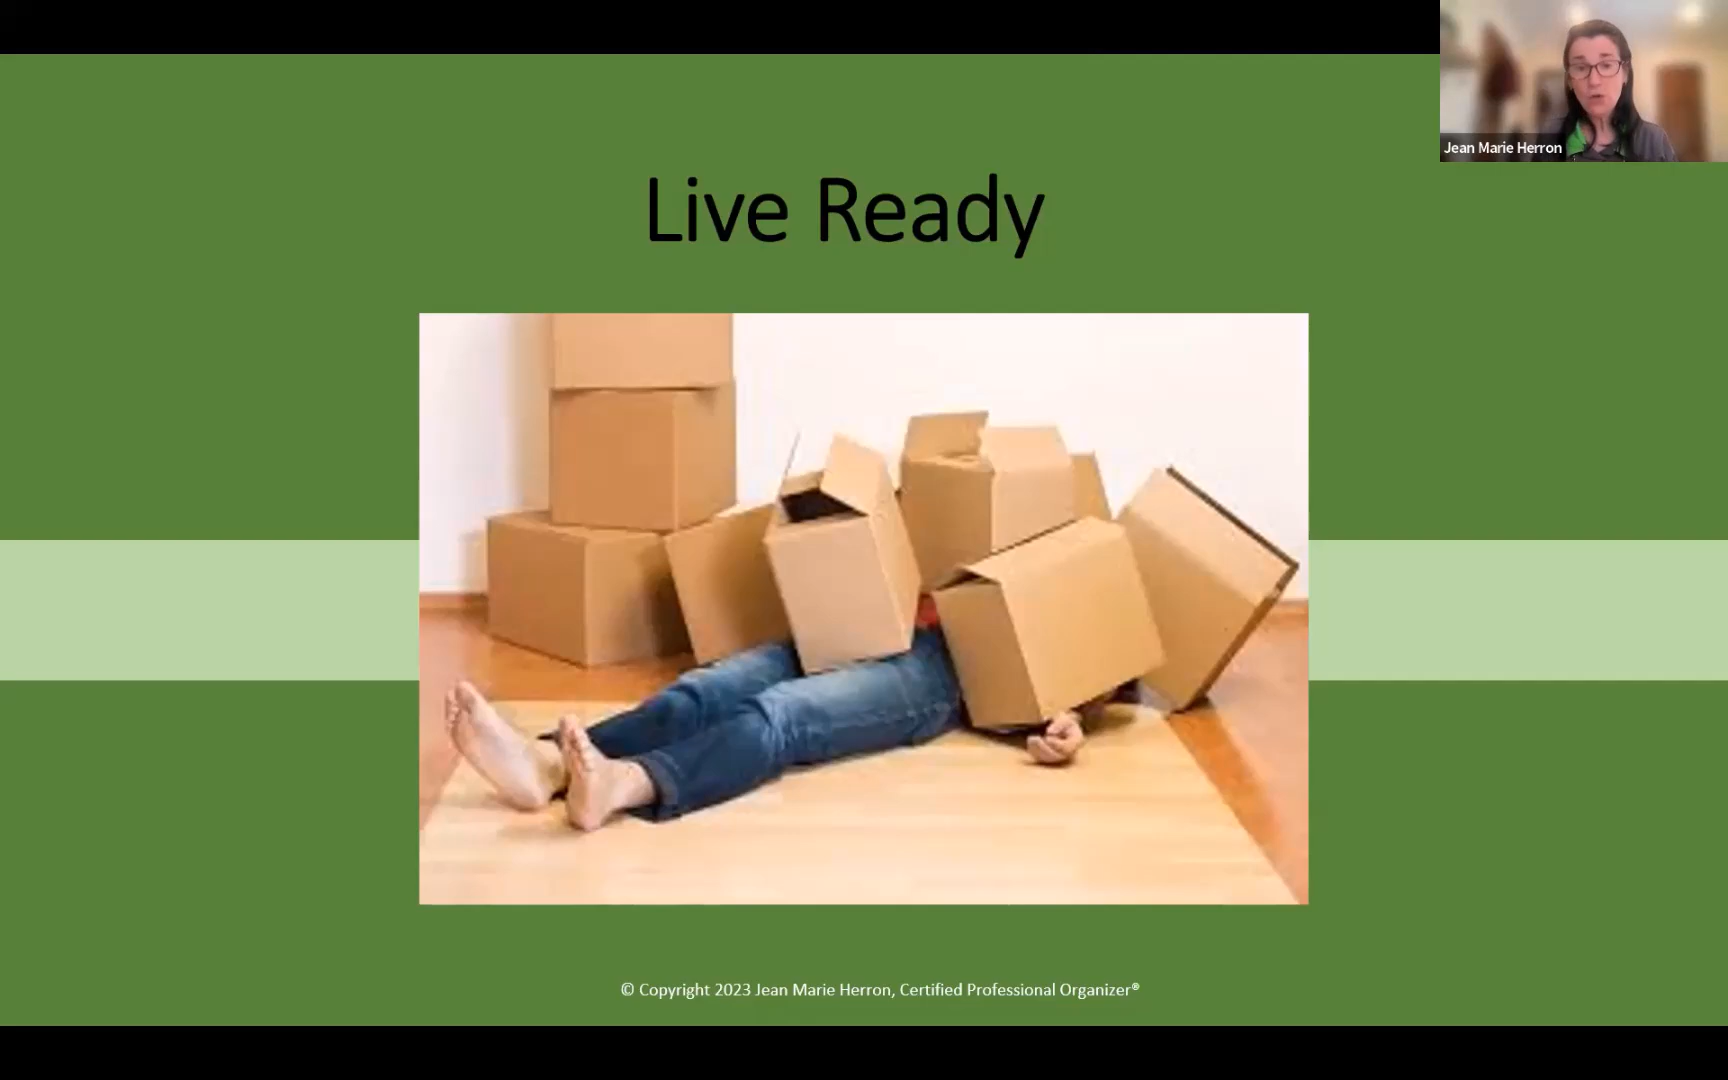 Jean Marie Herron
Live Ready
© Copyright 2023 Jean Marie Herron, Certified Professional Organizer®